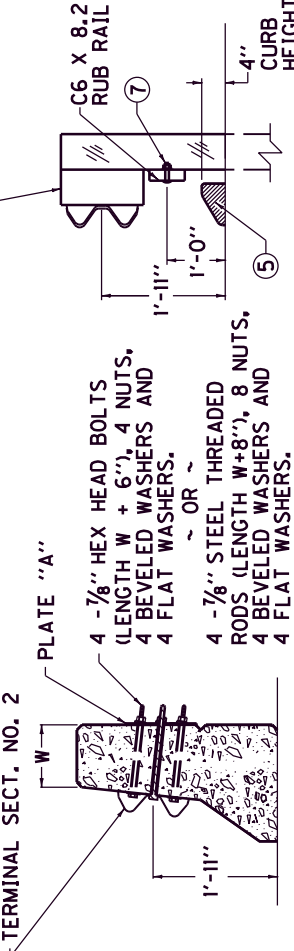 TERMINAL SECT. NO. 2
PLATE "A"
W
4 -7/8" HEX HEAD BOLTS
(LENGTH W + 6"), 4 NUTS,
4 BEVELED WASHERS AND
4 FLAT WASHERS.
~ OR ~
4 -7/8" STEEL THREADED
RODS (LENGTH W+8"), 8 NUTS,
4 BEVELED WASHERS AND
4 FLAT WASHERS.
1'-11"
C6 X 8.2
RUB RAIL
7
1'-11"
1'-0"
4"
CURB
HEIGHT
5